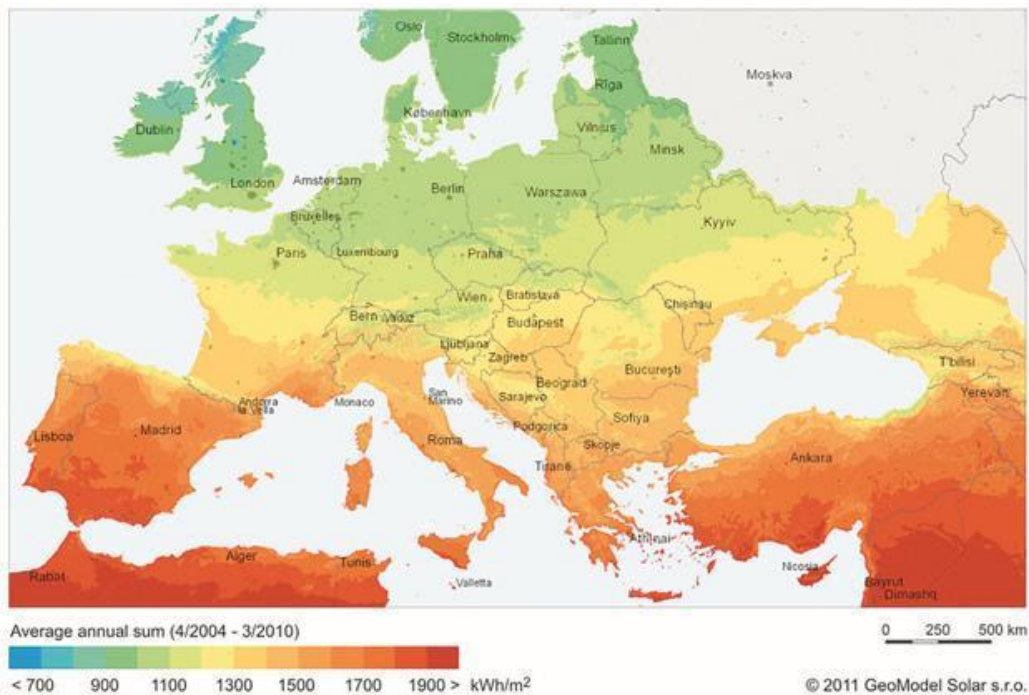 Oslo
Stockholm
Tallinn
Rīga
Moskva
København
Dublin
Vilnius
Minsk
London
Amsterdam
Berlin
Warszawa
Bruxelles
Kyyiv
Paris
Luxembourg
Praha
Wien
Bratislava
Bern
Vaduz
Budapest
Chişinau
Ljubljana
Zagreb
T'bilisi
Beograd
Bucureşti
Yerevan
Andorra
la Vella
Monaco
San
Marino
Sarajevo
Sofiya
Podgorica
Lisboa
Madrid
Roma
Skopje
Ankara
Tiranë
Athinai
Alger
Tunis
Nicosia
Rabat
Valletta
Bayrut
Dimashq
Average annual sum (4/2004 - 3/2010)
0 250 500 km
< 700 900 1100 1300 1500 1700 1900 > kWh/m²
© 2011 GeoModel Solar s.r.o.